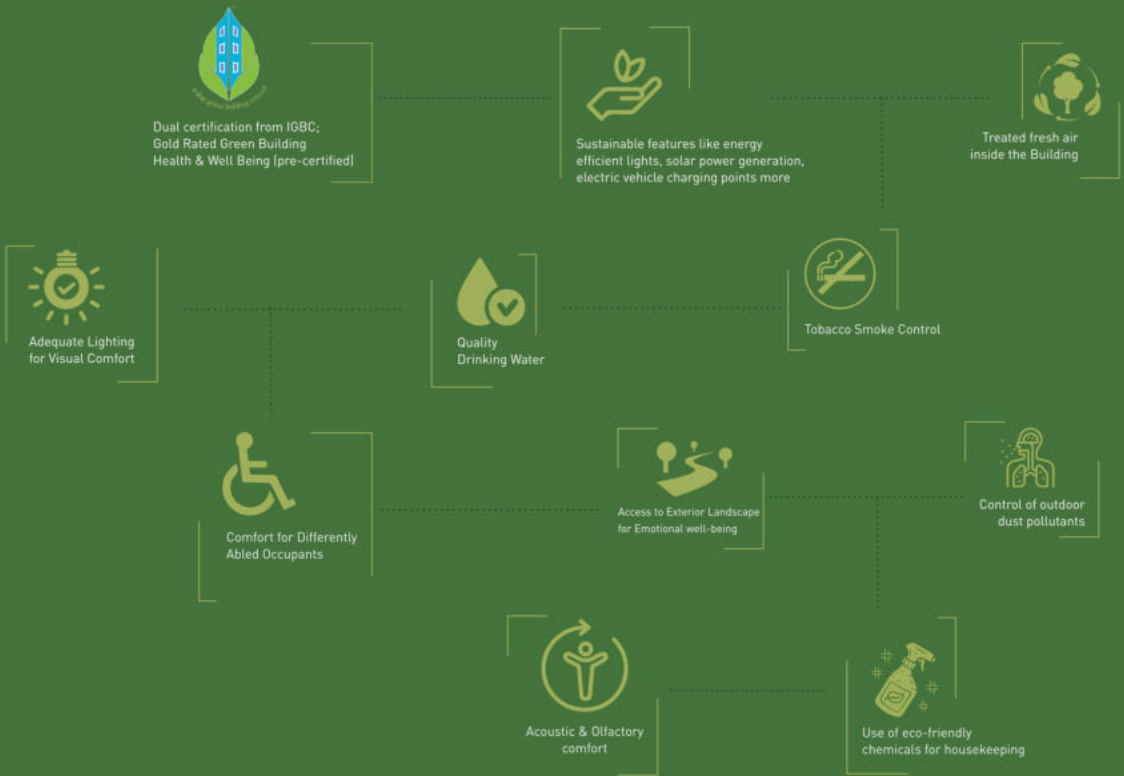 Dual certification from IGBC;
Gold Rated Green Building
Health & Well Being (pre-certified)
Sustainable features like energy
efficient lights, solar power generation,
electric vehicle charging points more
Treated fresh air
inside the Building
Adequate Lighting
for Visual Comfort
Quality
Drinking Water
Tobacco Smoke Control
Comfort for Differently
Abled Occupants
Access to Exterior Landscape
for Emotional well-being
Control of outdoor
dust pollutants
Acoustic & Olfactory
comfort
Use of eco-friendly
chemicals for housekeeping